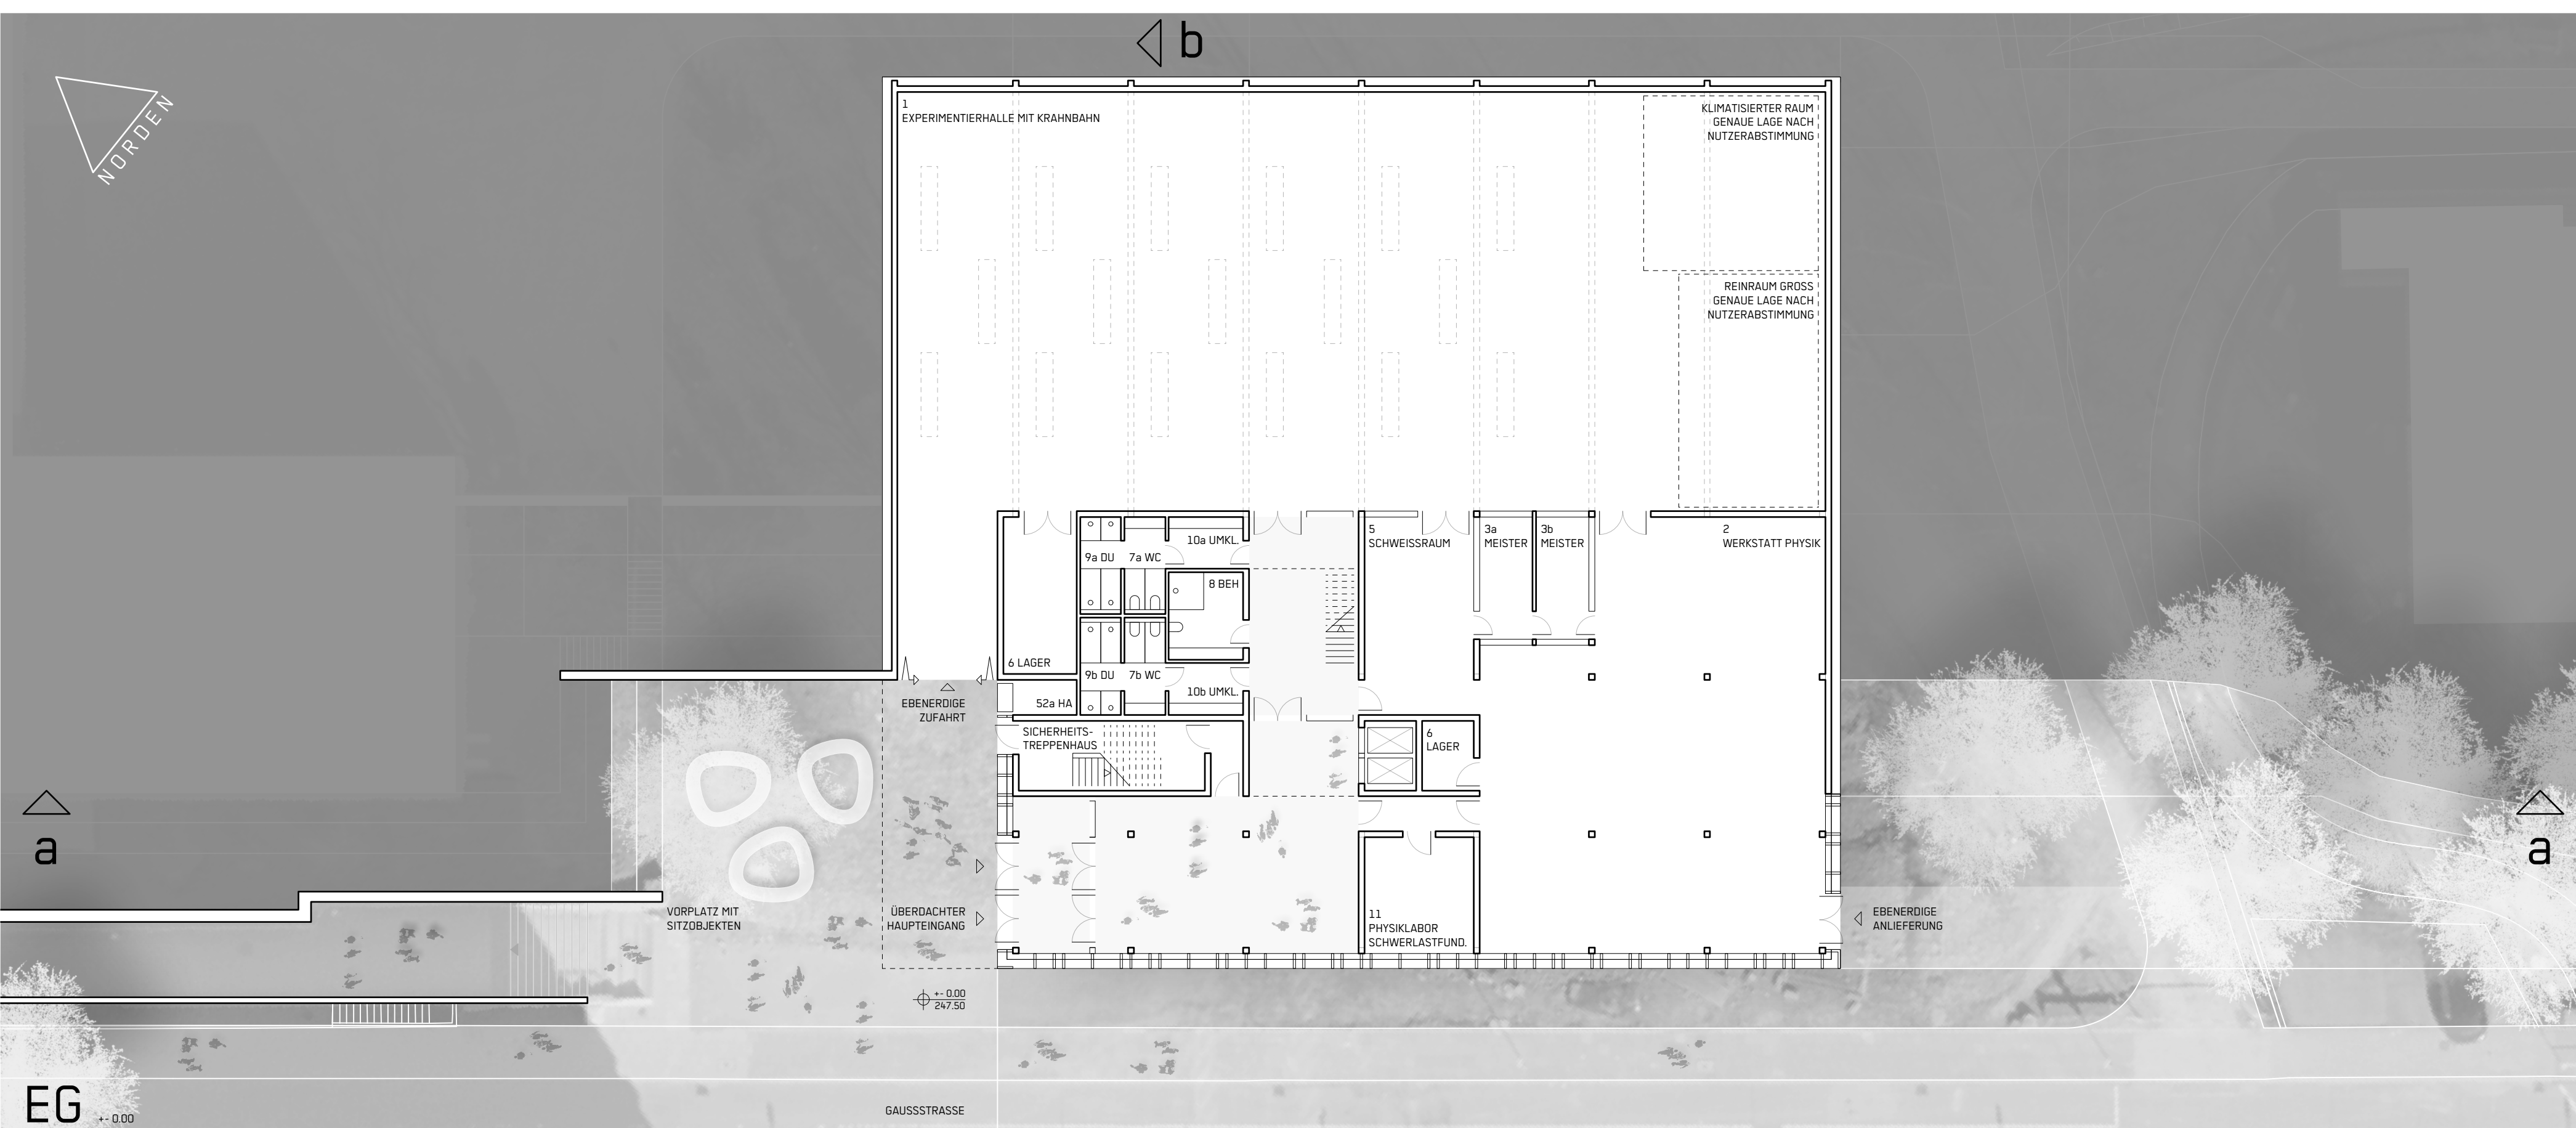 b
NORDEN
1
EXPERIMENTIERHALLE MIT KRAHNBAHN
KLIMATISIERTER RAUM
GENAUE LAGE NACH
NUTZERABSTIMMUNG
REINRAUM GROSS
GENAUE LAGE NACH
NUTZERABSTIMMUNG
10a UMKL.
9a DU
7a WC
8 BEH
6 LAGER
9b DU
7b WC
10b UMKL.
52a HA
5
SCHWEISSRAUM
3a
MEISTER
3b
MEISTER
2
WERKSTATT PHYSIK
EBENERDIGE
ZUFAHRT
SICHERHEITS-
TREPPENHAUS
6
LAGER
a
a
VORPLATZ MIT
SITZOBJEKTEN
ÜBERDACHTER
HAUPTEINGANG
11
PHYSIKLABOR
SCHWERLASTFUND.
EBENERDIGE
ANLIEFERUNG
+- 0.00
247.50
EG
+- 0.00
GAUSSSTRASSE